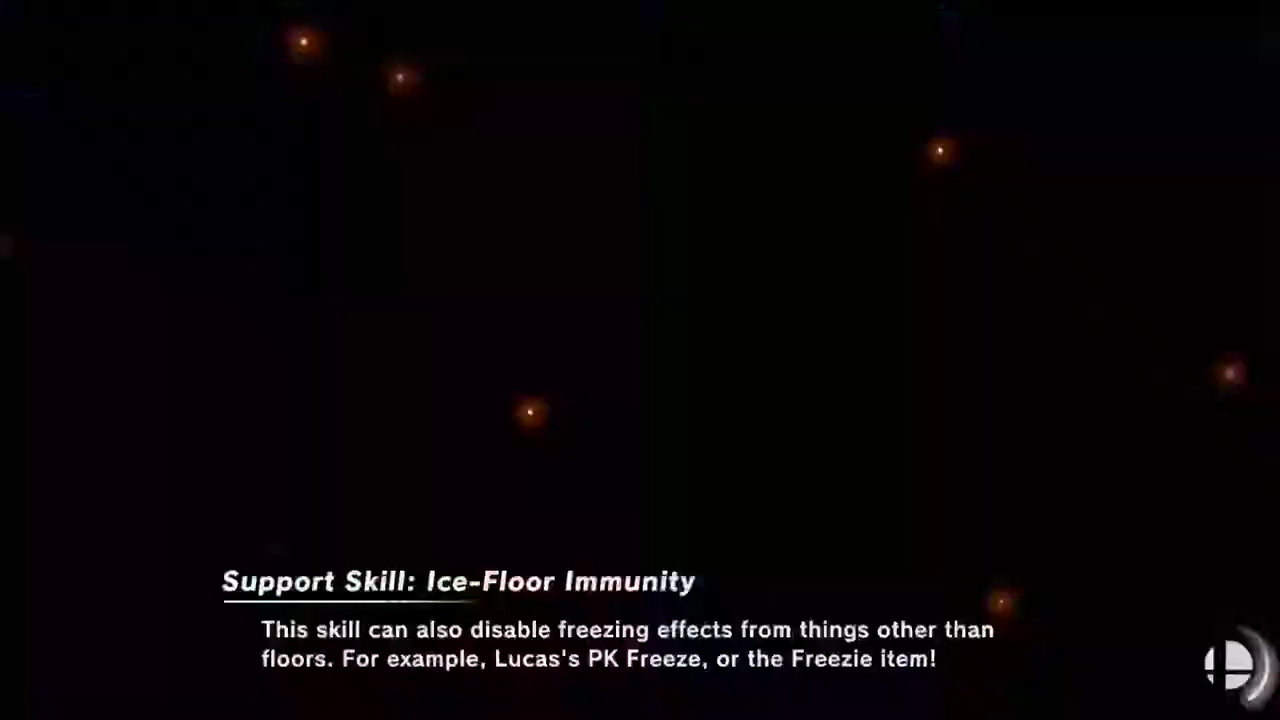 Support Skill: Ice-Floor Immunity
This skill can also disable freezing effects from things other than
floors. For example, Lucas's PK Freeze, or the Freezie item!